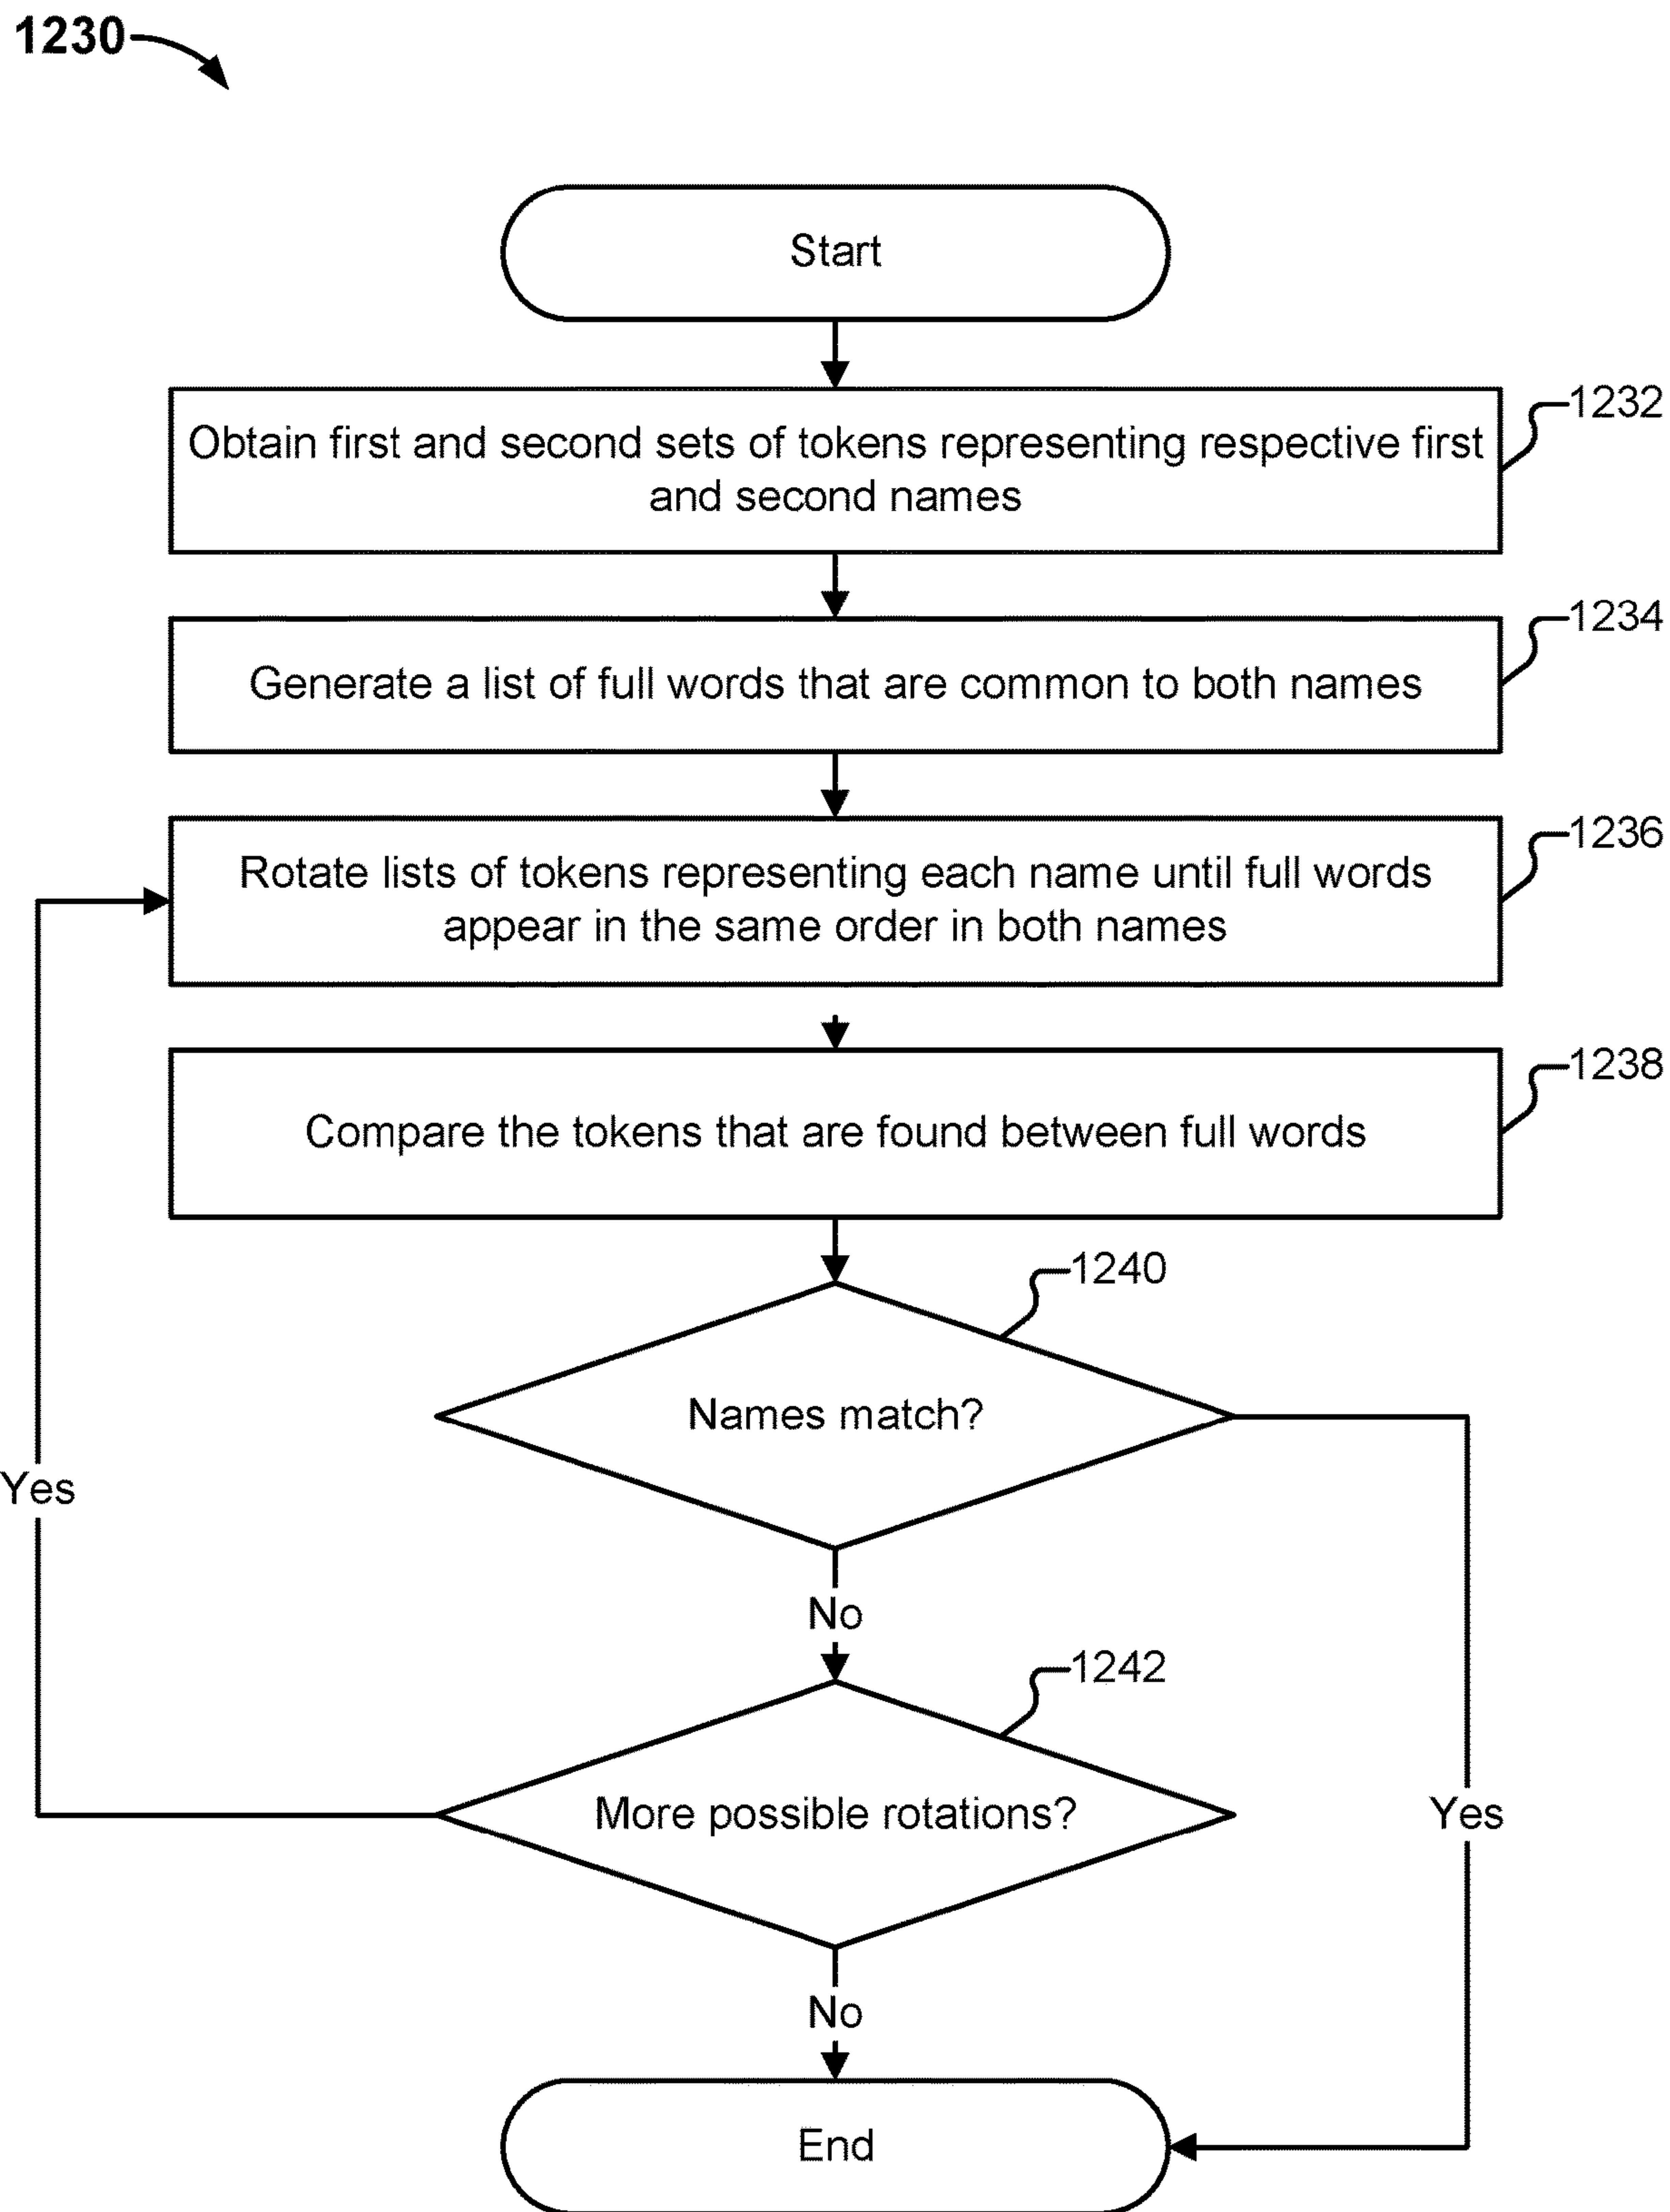 1230
Start
1232
Obtain first and second sets of tokens representing respective first
and second names
1234
Generate a list of full words that are common to both names
1236
Rotate lists of tokens representing each name until full words
appear in the same order in both names
1238
Compare the tokens that are found between full words
1240
Names match?
Yes
No
1242
More possible rotations?
Yes
No
End